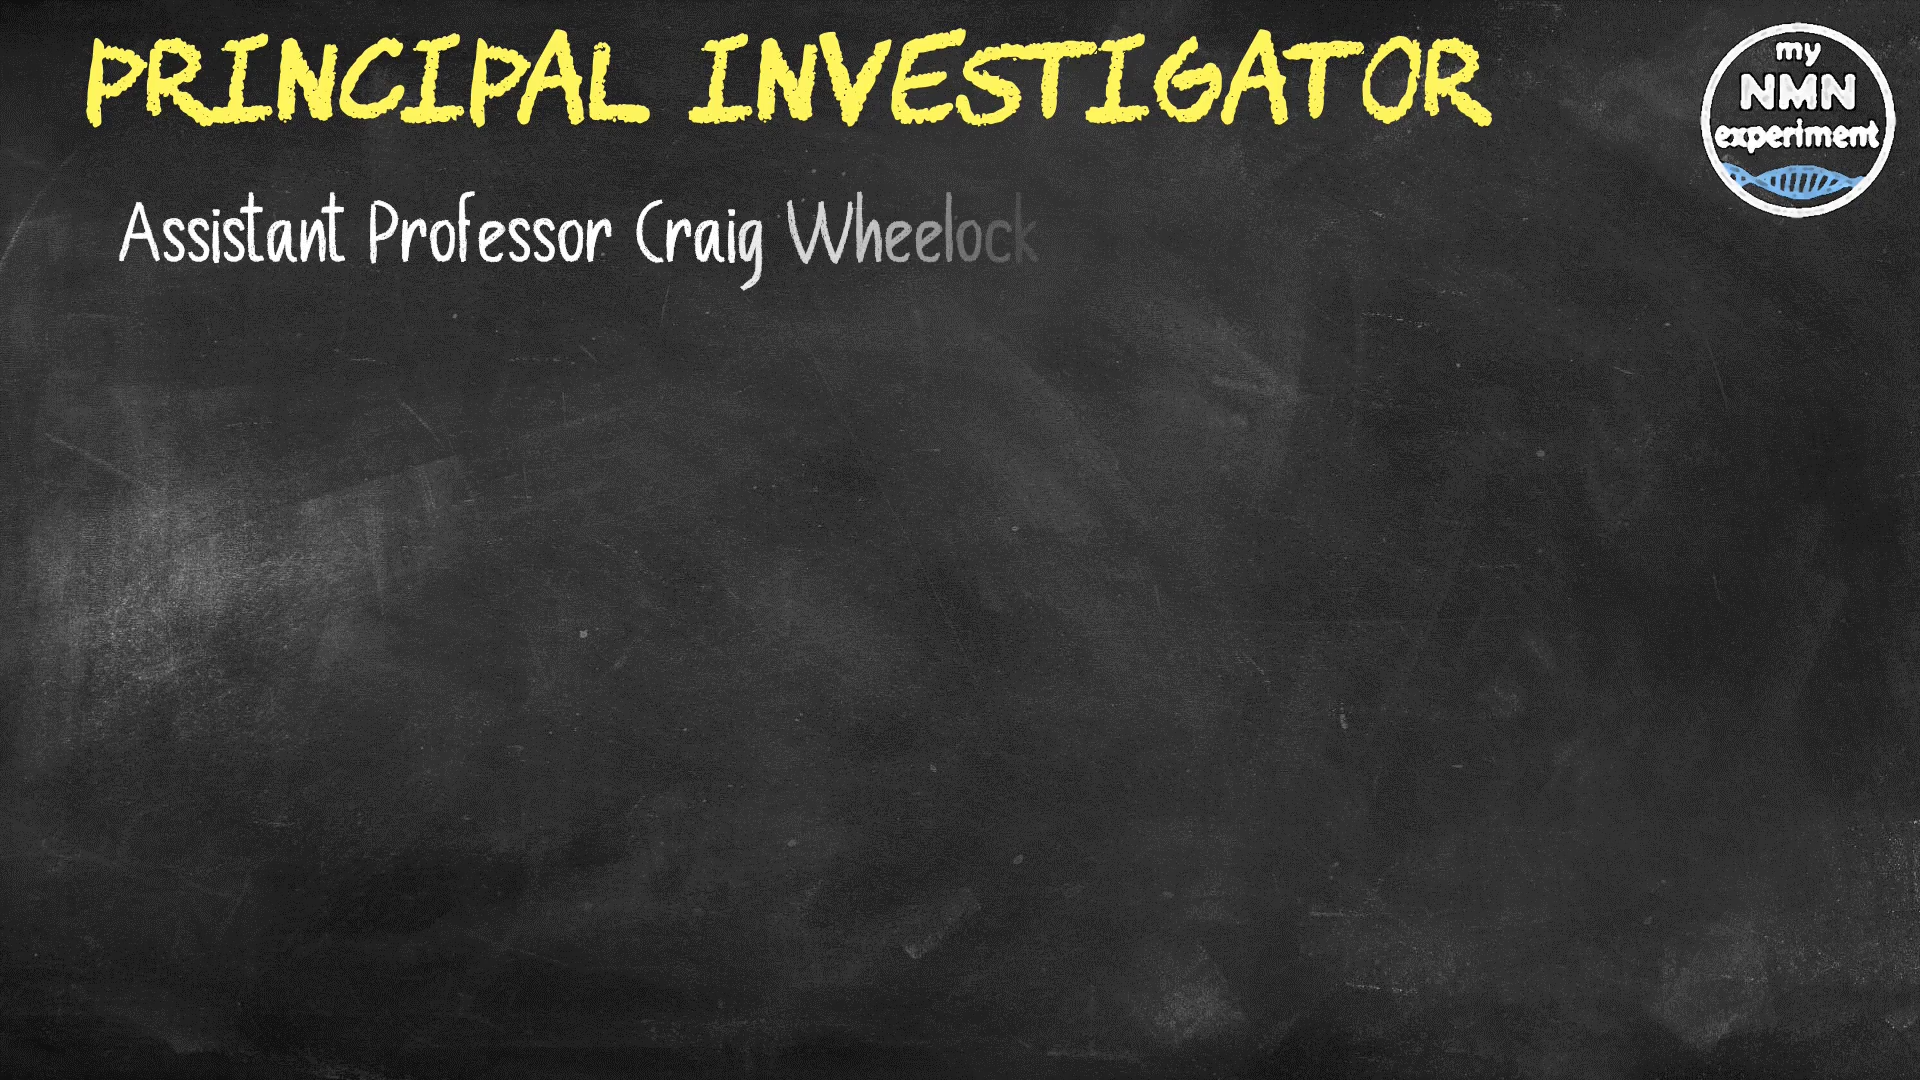 PRINCIPAL INVESTIGATOR
my
NMN
experiment
Assistant Professor Craig Wheelock